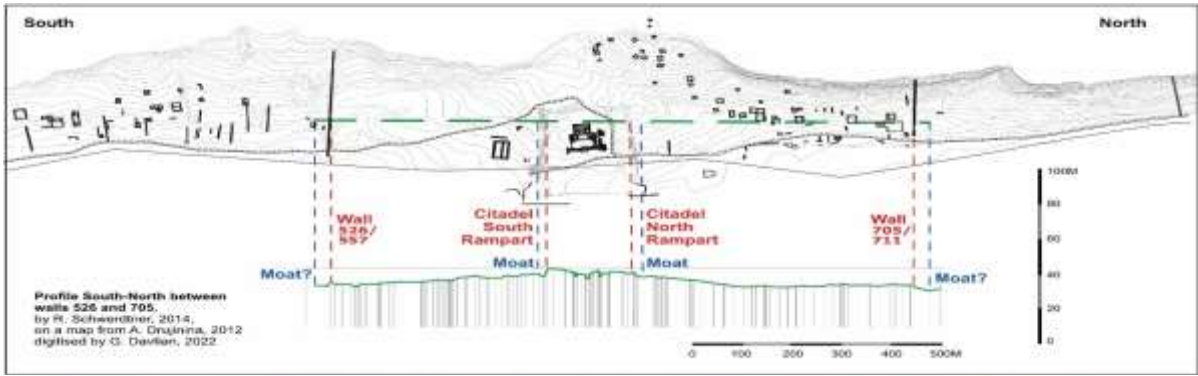 South
North
100M
80
60
40
20
0
Wall
526/
557
Citadel
South
Rampart
Citadel
North
Rampart
Wall
705/
711
Moat?
Moat
Moat
Moat?
Profile South-North between
walls 526 and 705,
by R. Schwerdtner, 2014,
on a map from A. Drujinina, 2012
digitised by G. Davtian, 2022
0 100 200 300 400 500M